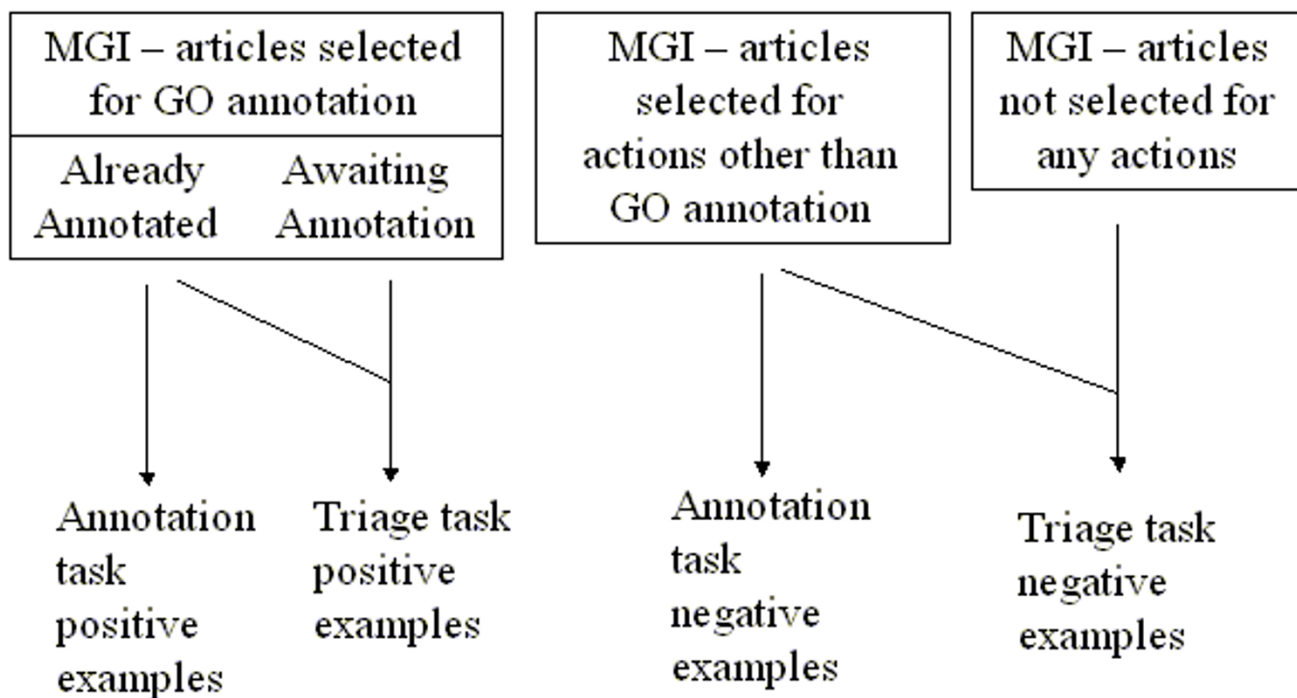 MGI – articles selected
for GO annotation
Already
Annotated
Awaiting
Annotation
MGI – articles
selected for
actions other than
GO annotation
MGI – articles
not selected for
any actions
Annotation
task
positive
examples
Triage task
positive
examples
Annotation
task
negative
examples
Triage task
negative
examples